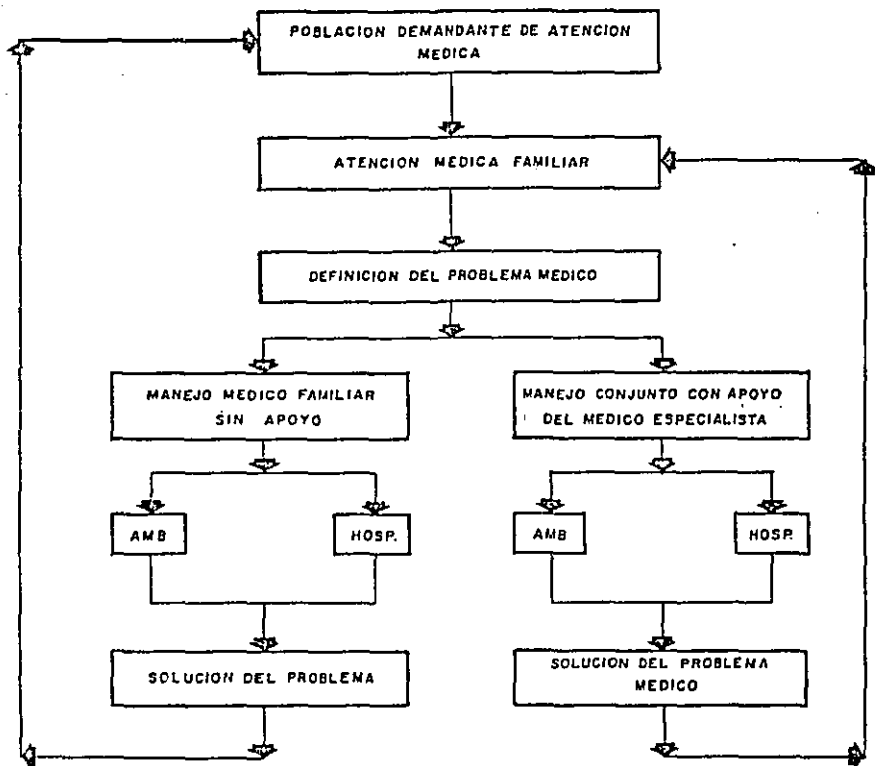 POBLACION DEMANDANTE DE ATENCION
MEDICA
ATENCION MEDICA FAMILIAR
DEFINICION DEL PROBLEMA MEDICO
MANEJO MEDICO FAMILIAR
SIN APOYO
MANEJO CONJUNTO CON APOYO
DEL MEDICO ESPECIALISTA
AMB
HOSP.
AMB
HOSP.
SOLUCION DEL PROBLEMA
SOLUCION DEL PROBLEMA
MEDICO